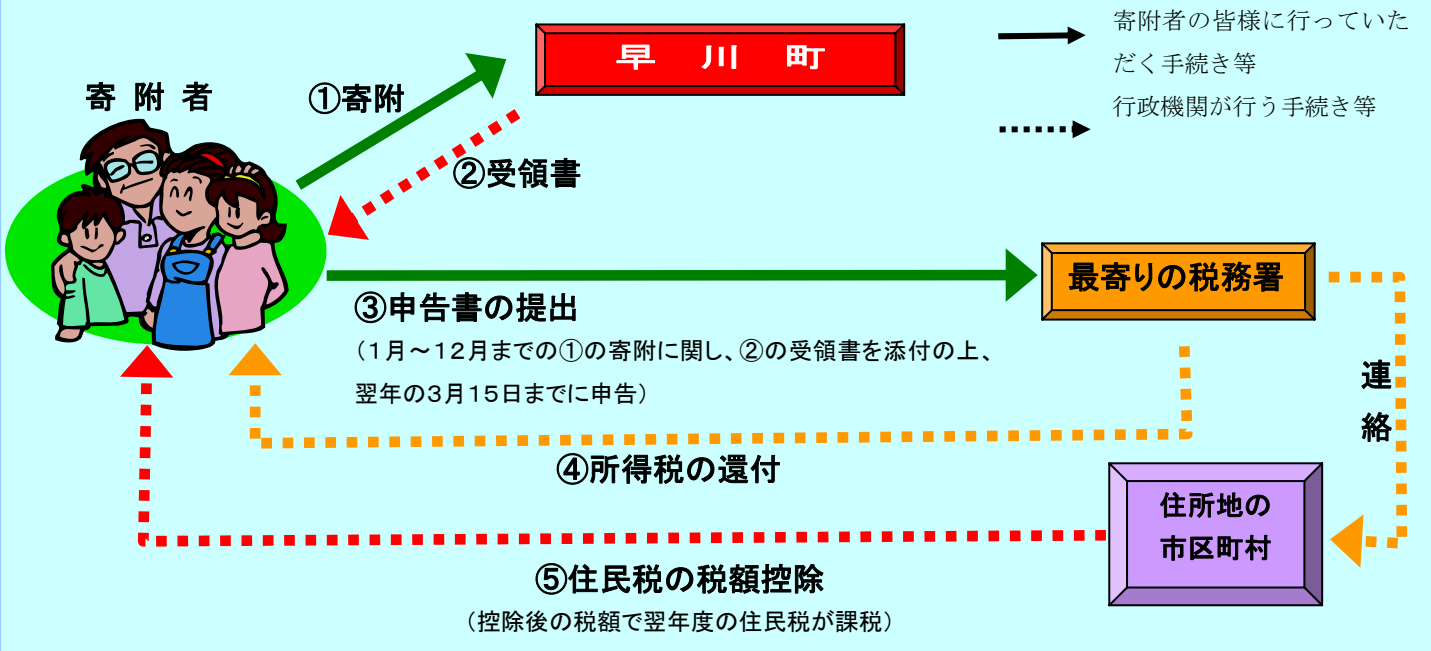 寄附者の皆様に行っていた
だく手続き等
行政機関が行う手続き等
早川町
寄附者
①寄附
②受領書
③申告書の提出
（1月～12月までの①の寄附に関し、②の受領書を添付の上、
翌年の3月15日までに申告）
最寄りの税務署
連
絡
④所得税の還付
住所地の
市区町村
⑤住民税の税額控除
（控除後の税額で翌年度の住民税が課税）